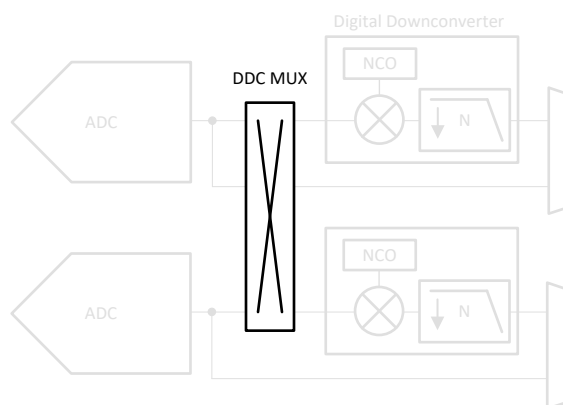 Digital Downconverter
NCO
DDC MUX
ADC
N
NCO
ADC
N